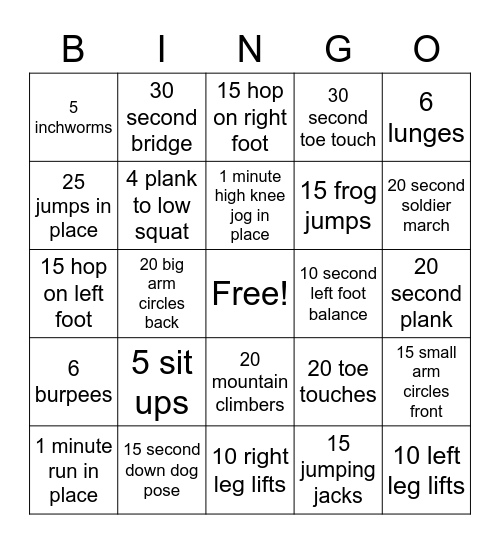 B I N G O
5
inchworms
30
second
bridge
15 hop
on right
foot
30
second
toe touch
6
lunges
25
jumps in
place
4 plank
to low
squat
1 minute
high knee
jog in
place
15 frog
jumps
20 second
soldier
march
15 hop
on left
foot
20 big
arm
circles
back
Free!
10 second
left foot
balance
20
second
plank
6
burpees
5 sit
ups
20
mountain
climbers
20 toe
touches
15 small
arm
circles
front
1 minute
run in
place
15 second
down dog
pose
10 right
leg lifts
15
jumping
jacks
10 left
leg lifts